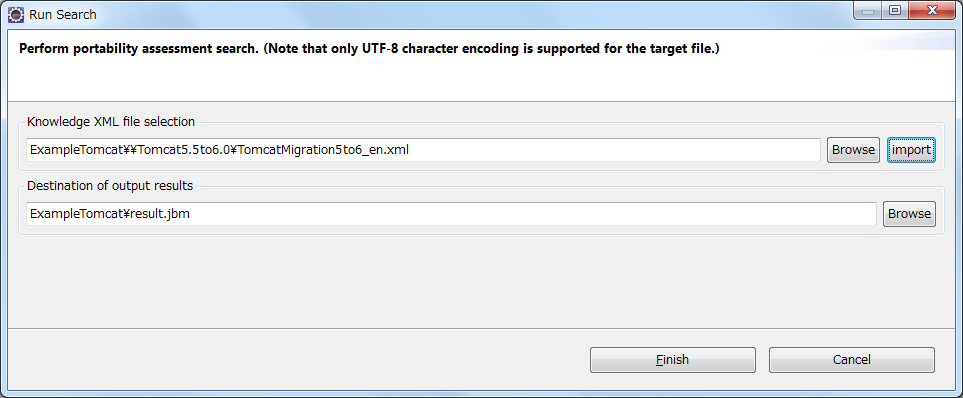 Run Search
Perform portability assessment search. (Note that only UTF-8 character encoding is supported for the target file.)
Knowledge XML file selection
ExampleTomcat¥¥Tomcat5.5to6.0¥TomcatMigration5to6_en.xml Browse import
Destination of output results
ExampleTomcat¥result.jbm Browse
Finish Cancel